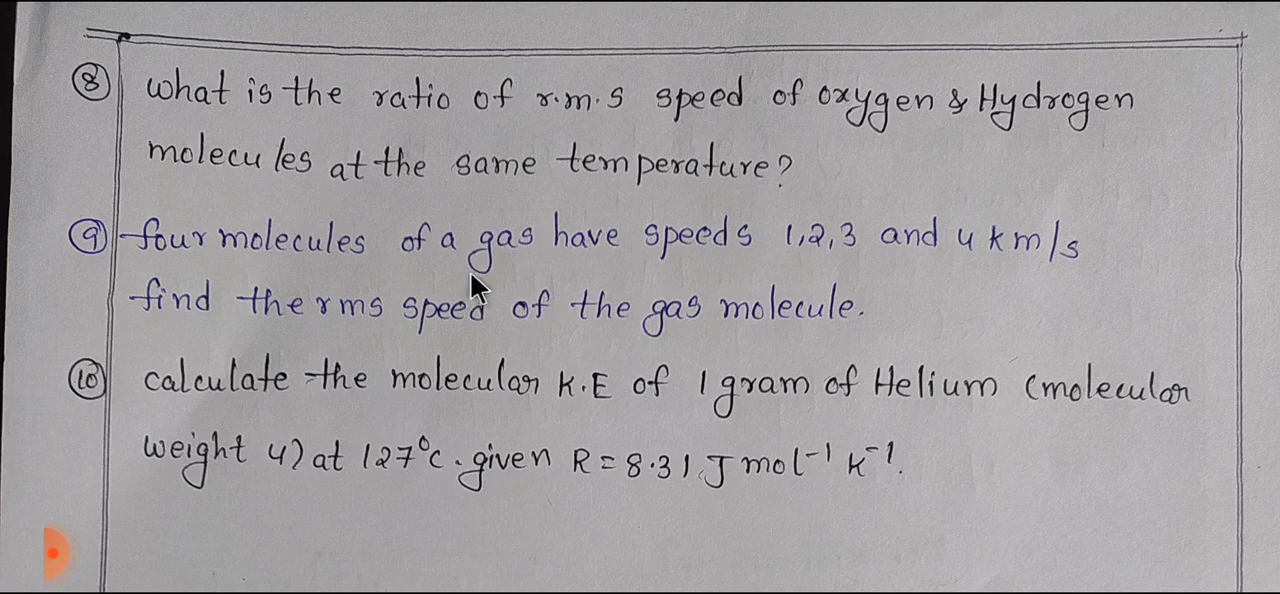 ⑧ what is the ratio of r.m.s speed of oxygen & Hydrogen
molecules at the same temperature?
⑨ four molecules of a gas have speeds 1,2,3 and 4 km/s
find the rms speed of the gas molecule.
⑩ calculate the molecular K.E of 1 gram of Helium (molecular
weight 4) at 127°c. given R = 8.31 J mol⁻¹ K⁻¹.